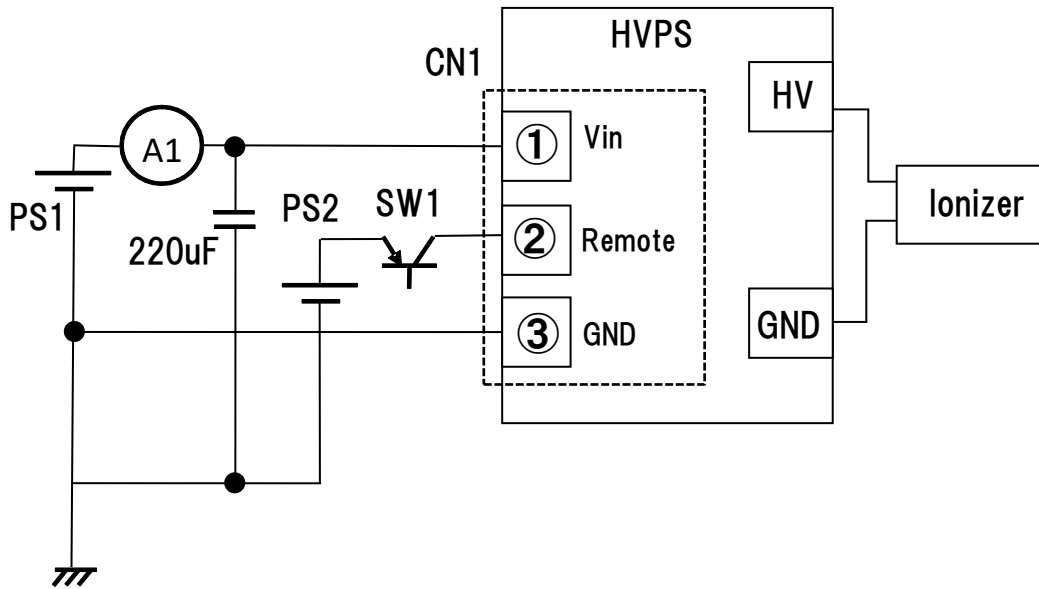 HVPS
CN1
HV
A1
① Vin
Ionizer
PS2 SW1
PS1
220uF
② Remote
③ GND
GND